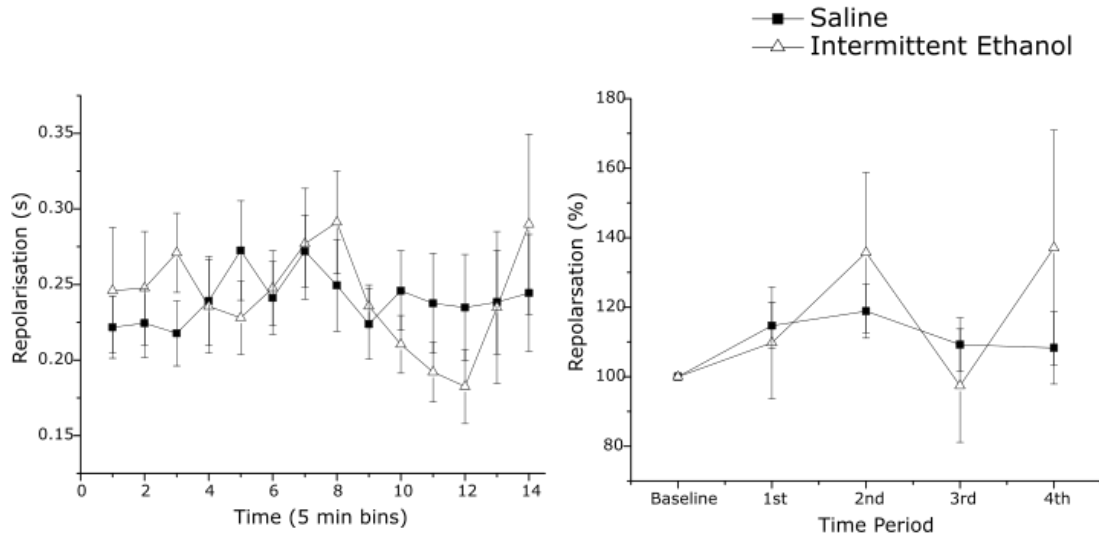 Saline
Intermittent Ethanol
Repolarisation (s)
0.35
0.30
0.25
0.20
0.15
0 2 4 6 8 10 12 14
Time (5 min bins)
Repolarsation (%)
180
160
140
120
100
80
Baseline 1st 2nd 3rd 4th
Time Period